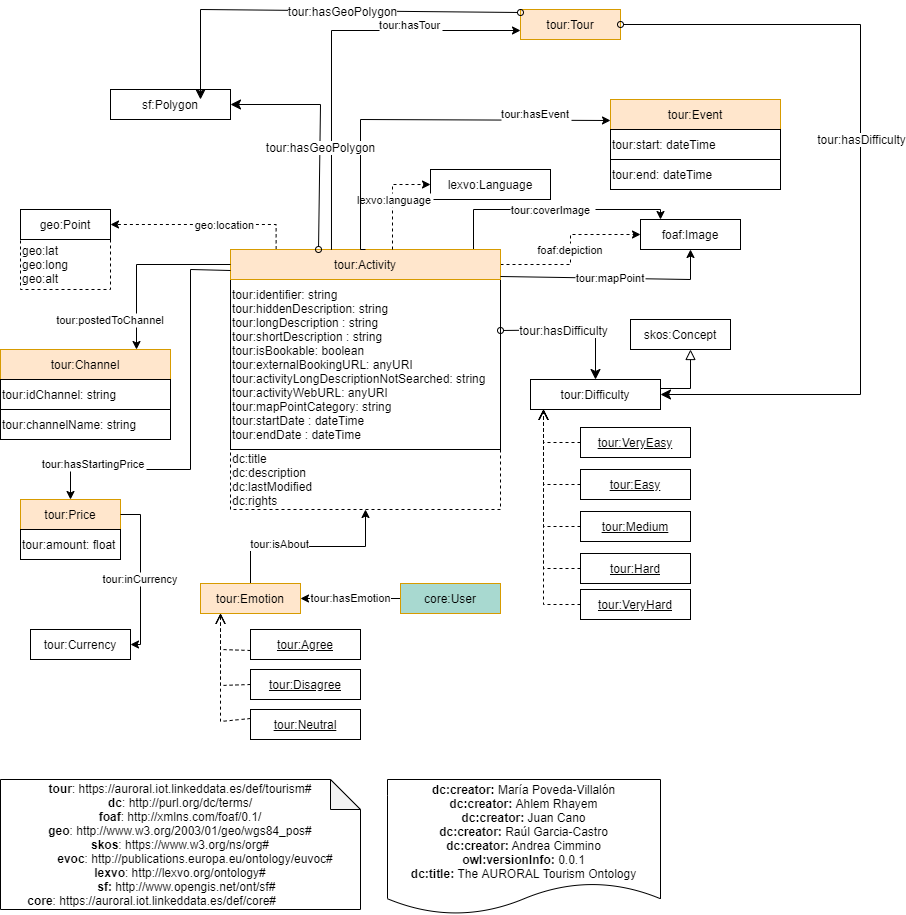 tour:hasGeoPolygon
tour:hasTour
tour:Tour
sf:Polygon
tour:hasEvent
tour:Event
tour:start: dateTime
tour:end: dateTime
tour:hasDifficulty
tour:hasGeoPolygon
lexvo:Language
lexvo:language
tour:coverImage
geo:Point
geo:lat
geo:long
geo:alt
geo:location
foaf:Image
foaf:depiction
tour:mapPoint
tour:Activity
tour:identifier: string
tour:hiddenDescription: string
tour:longDescription : string
tour:shortDescription : string
tour:isBookable: boolean
tour:externalBookingURL: anyURI
tour:activityLongDescriptionNotSearched: string
tour:activityWebURL: anyURI
tour:mapPointCategory: string
tour:startDate : dateTime
tour:endDate : dateTime
dc:title
dc:description
dc:lastModified
dc:rights
tour:postedToChannel
tour:hasDifficulty
skos:Concept
tour:Channel
tour:idChannel: string
tour:channelName: string
tour:Difficulty
tour:VeryEasy
tour:Easy
tour:Medium
tour:Hard
tour:VeryHard
tour:hasStartingPrice
tour:Price
tour:amount: float
tour:inCurrency
tour:Currency
tour:isAbout
tour:Emotion
tour:hasEmotion
core:User
tour:Agree
tour:Disagree
tour:Neutral
tour: https://auroral.iot.linkeddata.es/def/tourism#
dc: http://purl.org/dc/terms/
foaf: http://xmlns.com/foaf/0.1/
geo: http://www.w3.org/2003/01/geo/wgs84_pos#
skos: https://www.w3.org/ns/org#
evoc: http://publications.europa.eu/ontology/euvoc#
lexvo: http://lexvo.org/ontology#
sf: http://www.opengis.net/ont/sf#
core: https://auroral.iot.linkeddata.es/def/core#
dc:creator: María Poveda-Villalón
dc:creator: Ahlem Rhayem
dc:creator: Juan Cano
dc:creator: Raúl Garcia-Castro
dc:creator: Andrea Cimmino
owl:versionInfo: 0.0.1
dc:title: The AURORAL Tourism Ontology